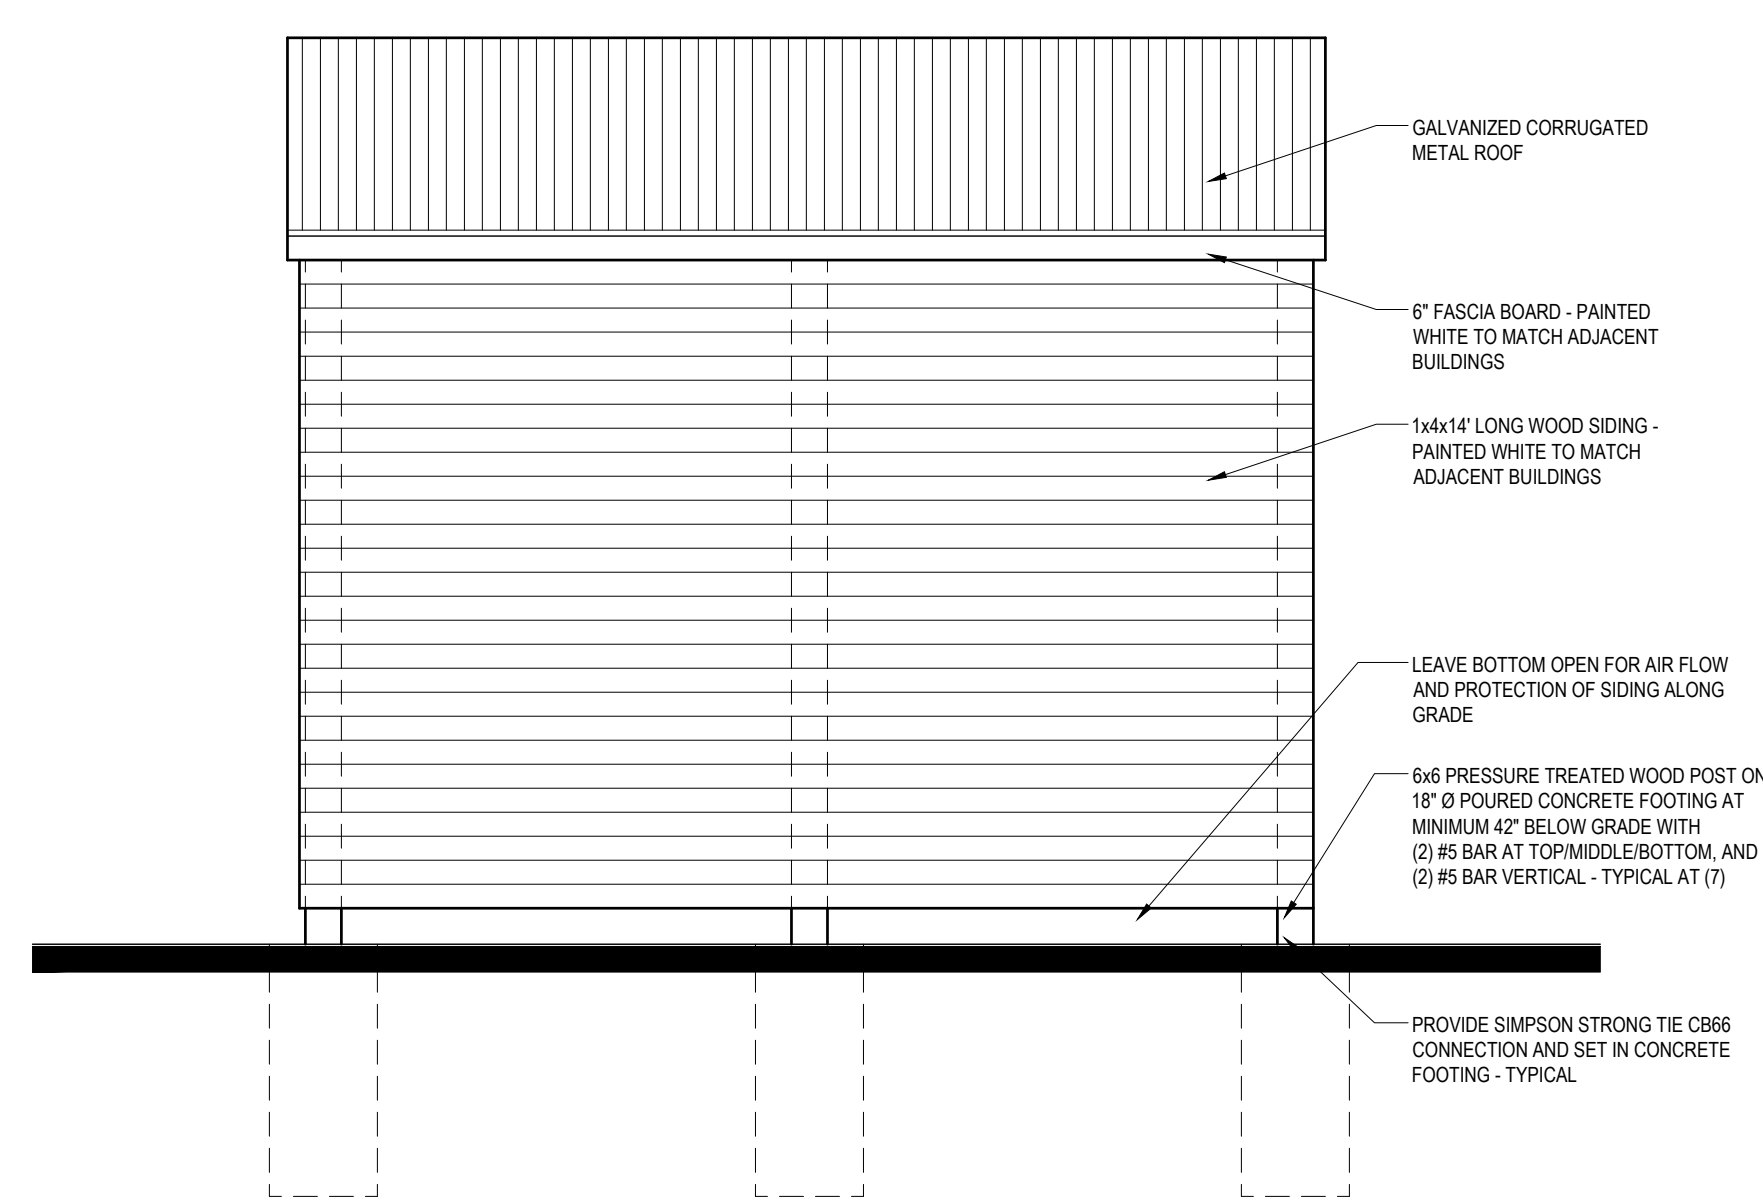 GALVANIZED CORRUGATED
METAL ROOF
6" FASCIA BOARD - PAINTED
WHITE TO MATCH ADJACENT
BUILDINGS
1x4x14' LONG WOOD SIDING -
PAINTED WHITE TO MATCH
ADJACENT BUILDINGS
LEAVE BOTTOM OPEN FOR AIR FLOW
AND PROTECTION OF SIDING ALONG
GRADE
6x6 PRESSURE TREATED WOOD POST ON
18" Ø POURED CONCRETE FOOTING AT
MINIMUM 42" BELOW GRADE WITH
(2) #5 BAR AT TOP/MIDDLE/BOTTOM, AND
(2) #5 BAR VERTICAL - TYPICAL AT (7)
PROVIDE SIMPSON STRONG TIE CB66
CONNECTION AND SET IN CONCRETE
FOOTING - TYPICAL